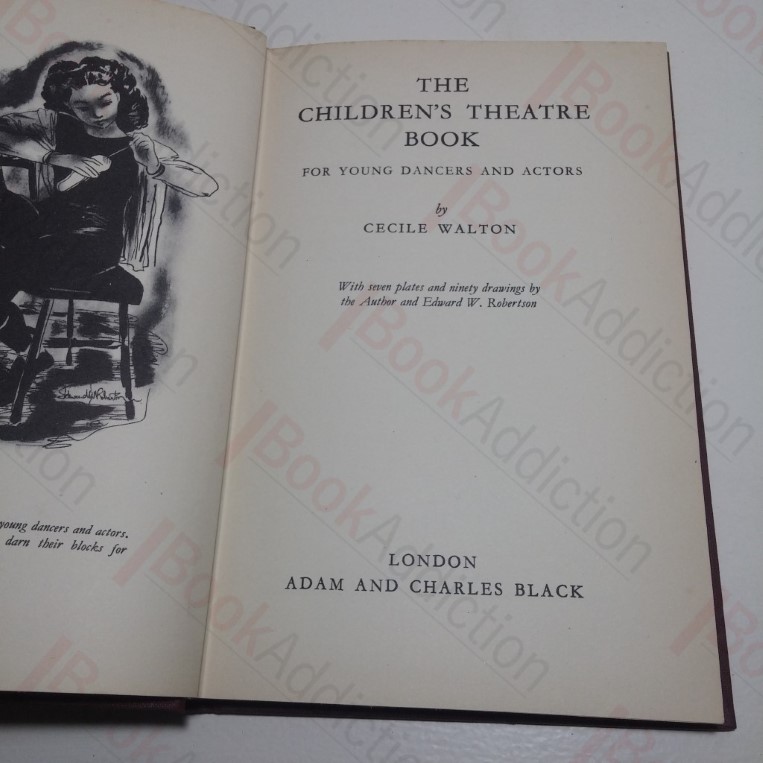 young dancers and actors.
darn their blocks for
THE
CHILDREN'S THEATRE
BOOK
FOR YOUNG DANCERS AND ACTORS
by
CECILE WALTON
With seven plates and ninety drawings by
the Author and Edward W. Robertson
LONDON
ADAM AND CHARLES BLACK
BookAddiction